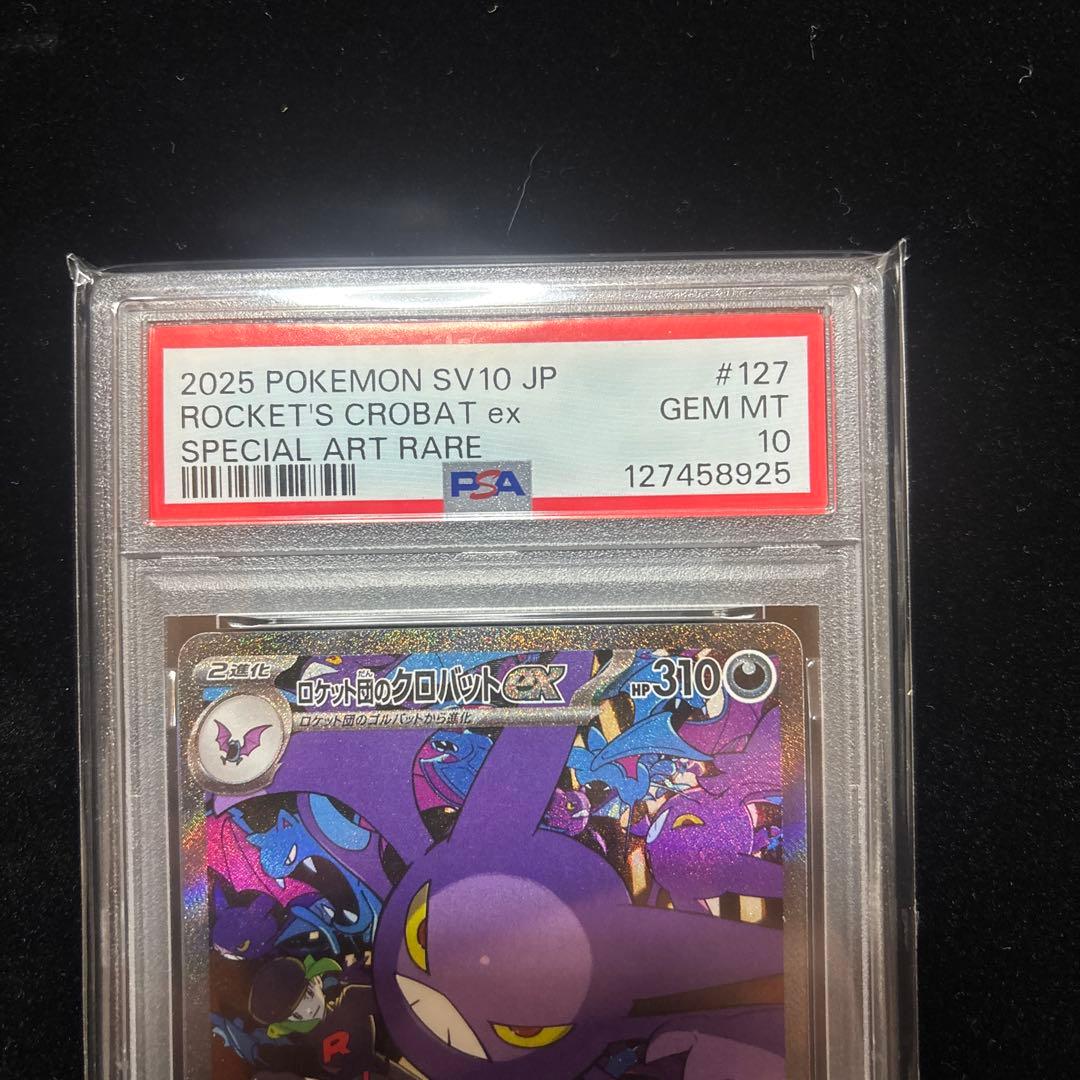 2025 POKEMON SV10 JP
#127
ROCKET'S CROBAT ex
GEM MT
SPECIAL ART RARE
10
PSA
127458925
2進化
ロケット団のクロバットex
だん
HP310
ロケット団のゴルバットから進化
R